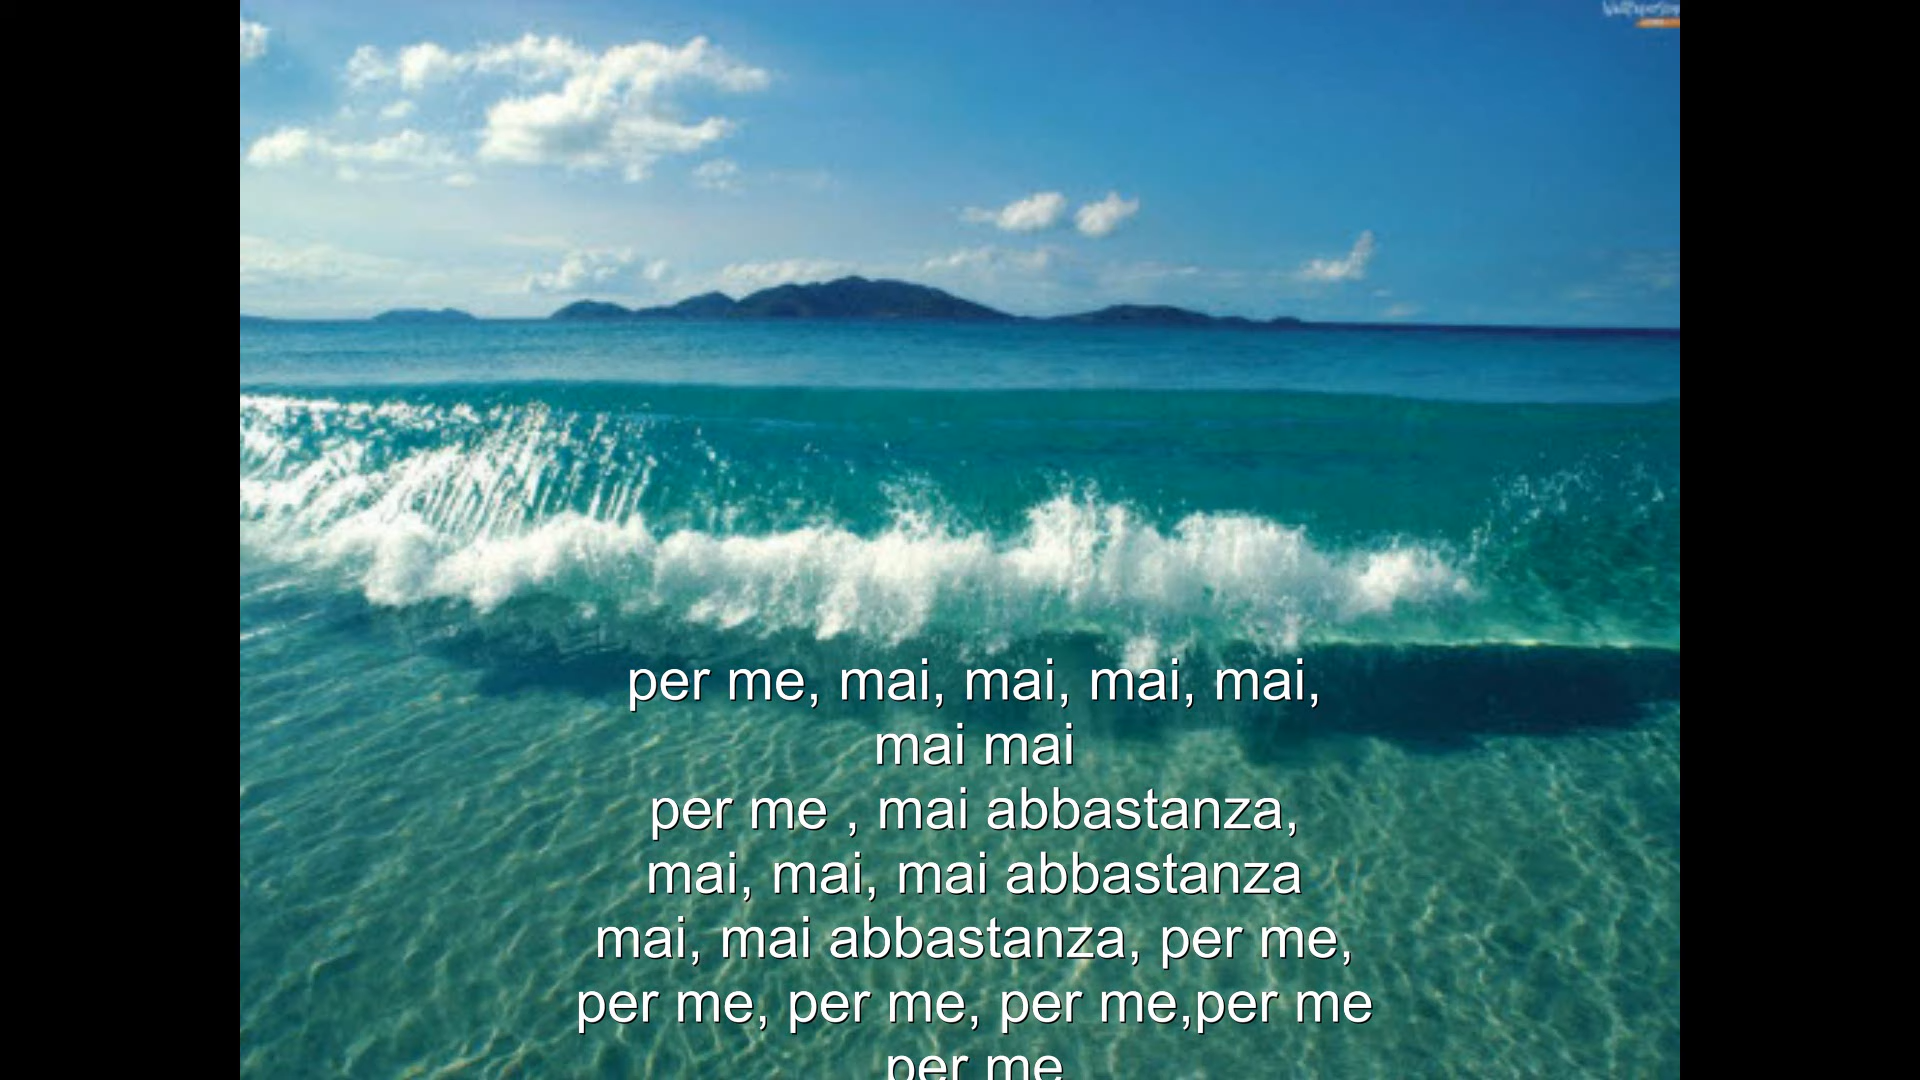 per me, mai, mai, mai, mai,
mai mai
per me , mai abbastanza,
mai, mai, mai abbastanza
mai, mai abbastanza, per me,
per me, per me, per me,per me
per me